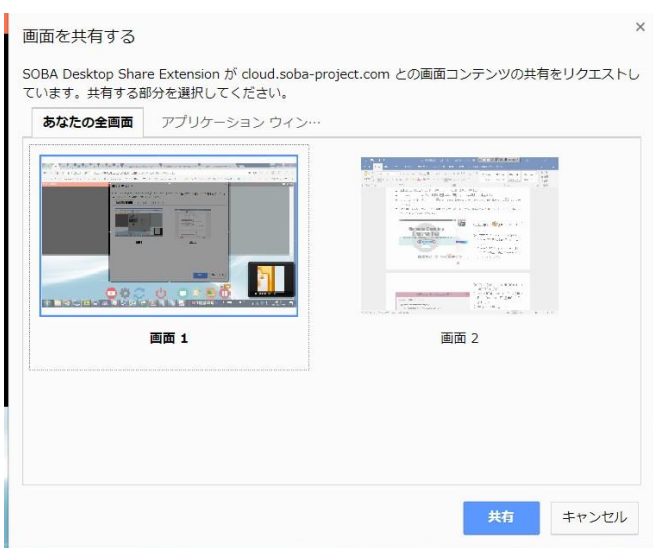 画面を共有する
SOBA Desktop Share Extension が cloud.soba-project.com との画面コンテンツの共有をリクエストし
ています。共有する部分を選択してください。
あなたの全画面 アプリケーション ウィン…
画面 1 画面 2
共有 キャンセル